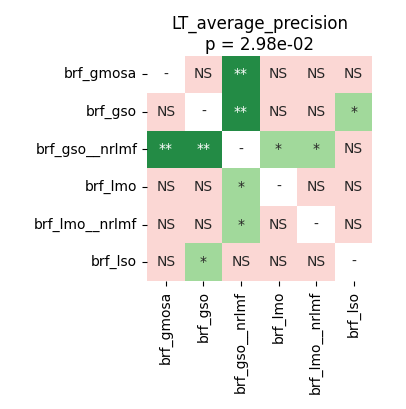 LT_average_precision
p = 2.98e-02
brf_gmosa - NS ** NS NS NS
brf_gso NS - ** NS NS *
brf_gso__nrlmf ** ** - * * NS
brf_lmo NS NS * - NS NS
brf_lmo__nrlmf NS NS * NS - NS
brf_lso NS * NS NS NS -
brf_gmosa brf_gso brf_gso__nrlmf brf_lmo brf_lmo__nrlmf brf_lso